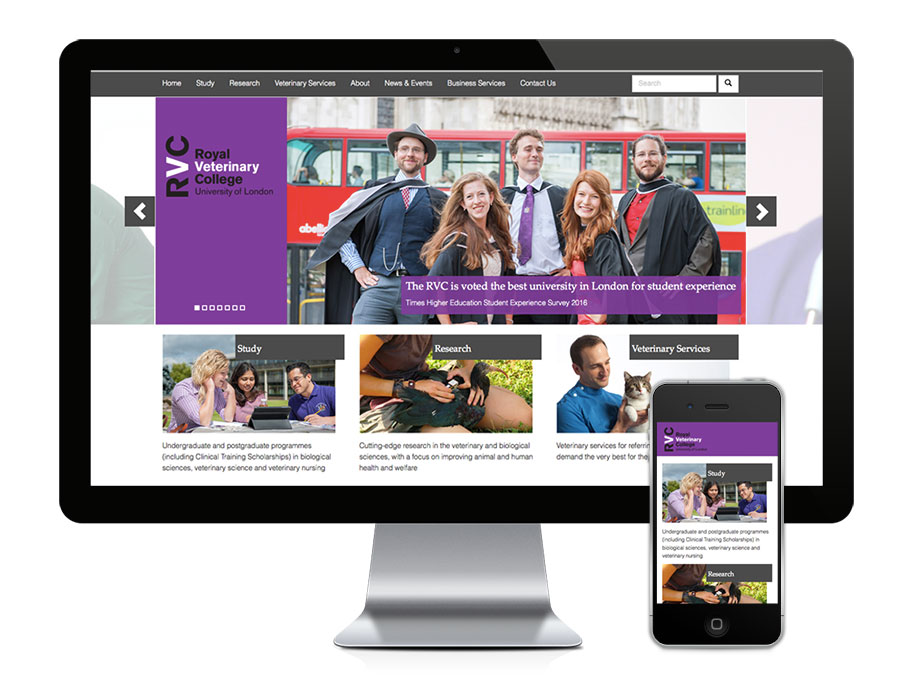 Home Study Research Veterinary Services About News & Events Business Services Contact Us Search
RVC
Royal
Veterinary
College
University of London
trainlin
abelli
The RVC is voted the best university in London for student experience
Times Higher Education Student Experience Survey 2016
Study
Undergraduate and postgraduate programmes
(including Clinical Training Scholarships) in biological
sciences, veterinary science and veterinary nursing
Research
Cutting-edge research in the veterinary and biological
sciences, with a focus on improving animal and human
health and welfare
Veterinary Services
Veterinary services for referring
demand the very best for the
RVC
Royal
Veterinary
College
University of London
Study
Undergraduate and postgraduate programmes
(including Clinical Training Scholarships) in
biological sciences, veterinary science and
veterinary nursing
Research